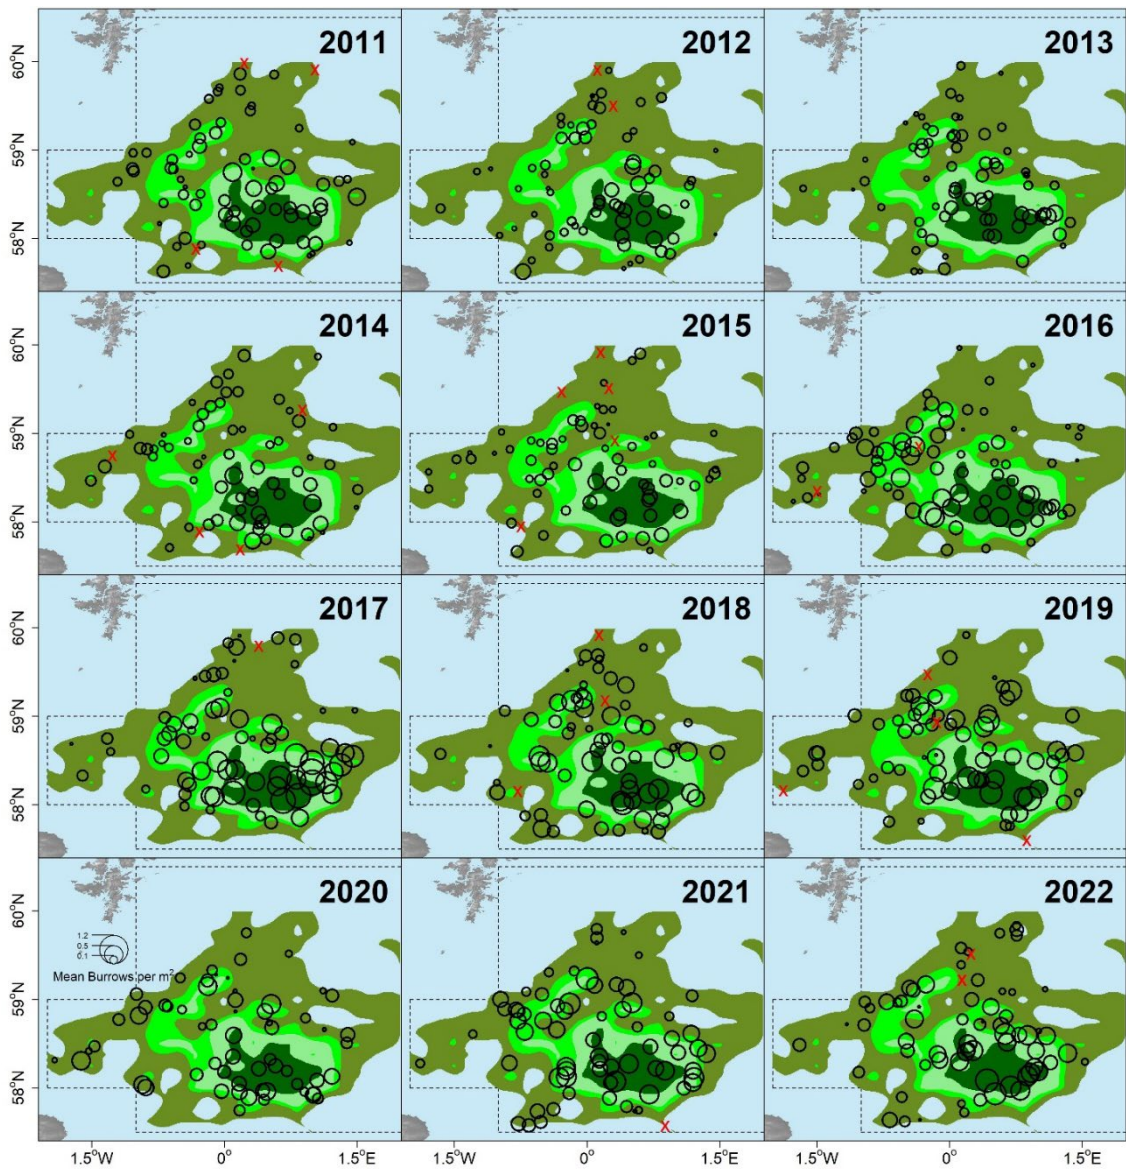 2011
2012
2013
60°N
59°N
58°N
X X X X
X X
2014
2015
2016
60°N
59°N
58°N
X X X X
X X X X X
X X
2017
2018
2019
60°N
59°N
58°N
X
X X X
X X X X
2020
2021
2022
60°N
59°N
58°N
1.2
0.5
0.1
Mean Burrows per m²
X
X X
1.5°W 0° 1.5°E
1.5°W 0° 1.5°E
1.5°W 0° 1.5°E